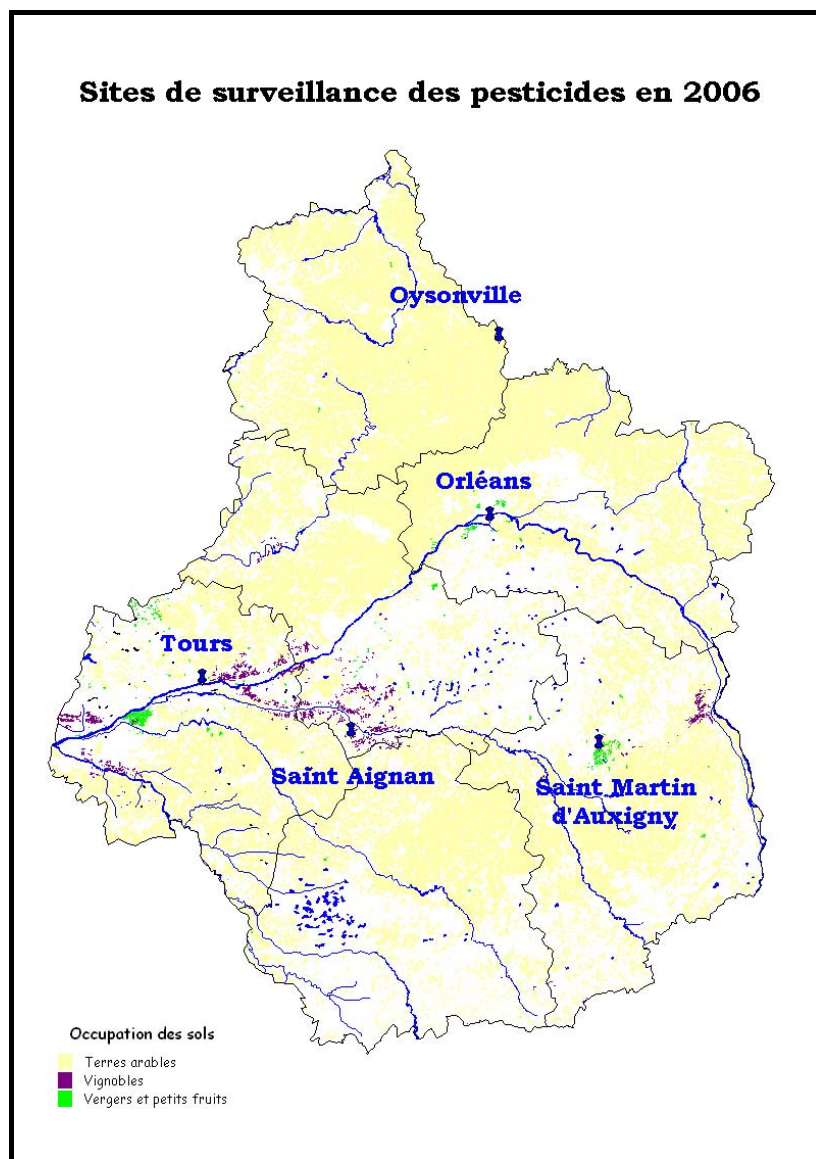 Sites de surveillance des pesticides en 2006
Oysonville
Orléans
Tours
Saint Aignan
Saint Martin
d'Auxigny
Occupation des sols
Terres arables
Vignobles
Vergers et petits fruits